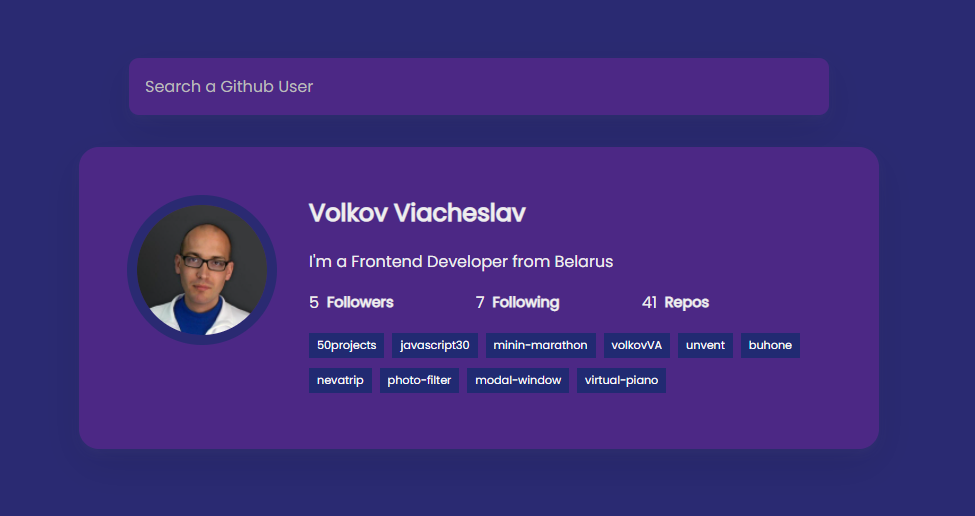 Search a Github User
Volkov Viacheslav
I'm a Frontend Developer from Belarus
5 Followers 7 Following 41 Repos
50projects javascript30 minin-marathon volkovVA unvent buhone
nevatrip photo-filter modal-window virtual-piano